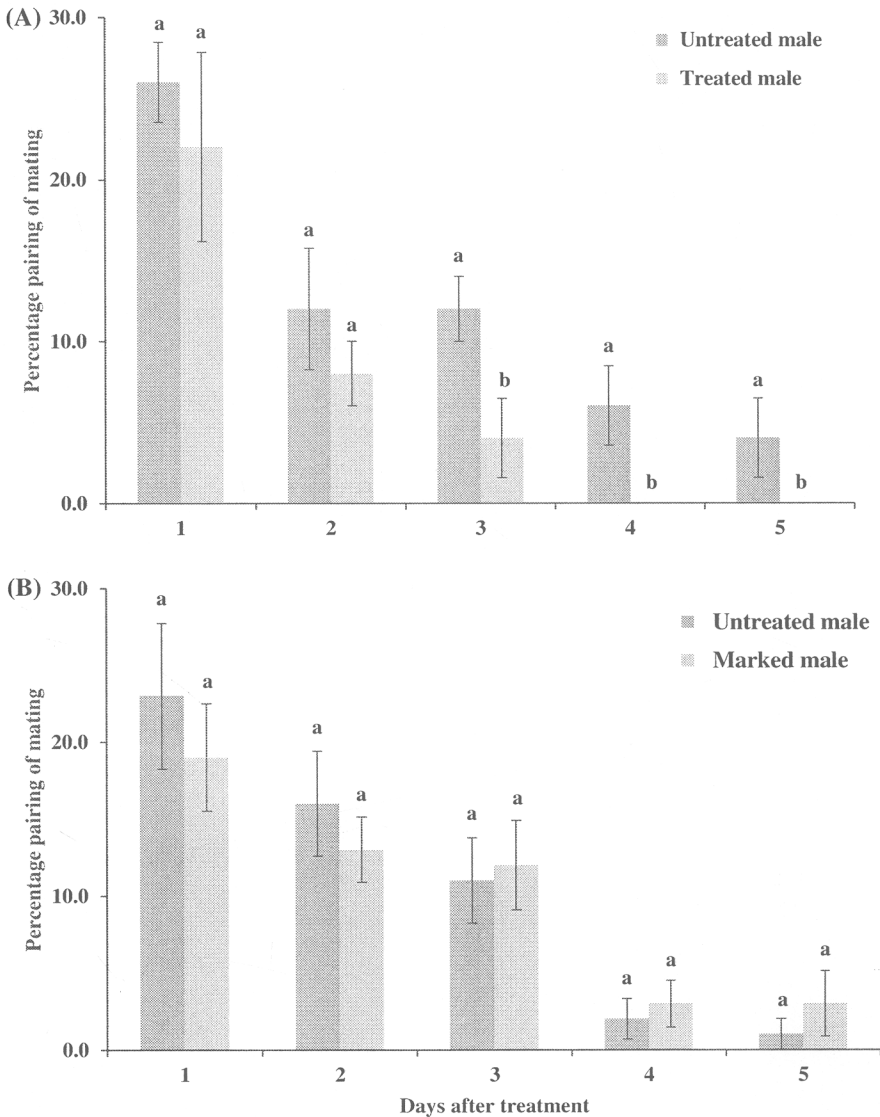 (A)
30.0
20.0
10.0
0.0
Percentage pairing of mating
Untreated male
Treated male
a a
a a
a b
a b
a b
1 2 3 4 5
(B)
30.0
20.0
10.0
0.0
Percentage pairing of mating
Untreated male
Marked male
a a
a a
a a
a a
a a
1 2 3 4 5
Days after treatment